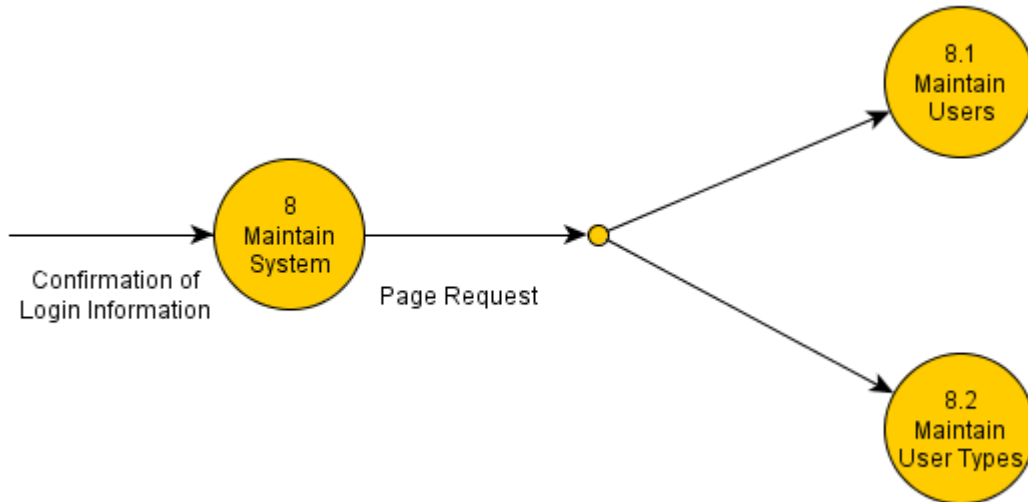 8.1
Maintain
Users
8
Maintain
System
Confirmation of
Login Information
Page Request
8.2
Maintain
User Types